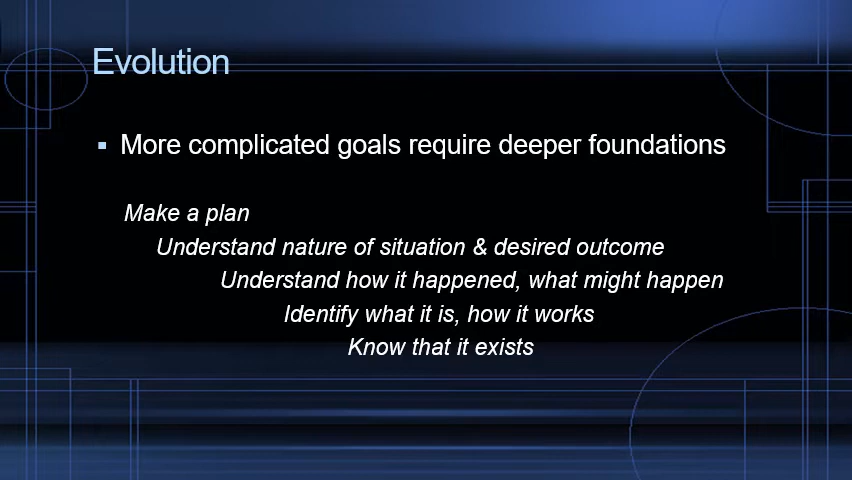 Evolution
More complicated goals require deeper foundations
Make a plan
Understand nature of situation & desired outcome
Understand how it happened, what might happen
Identify what it is, how it works
Know that it exists